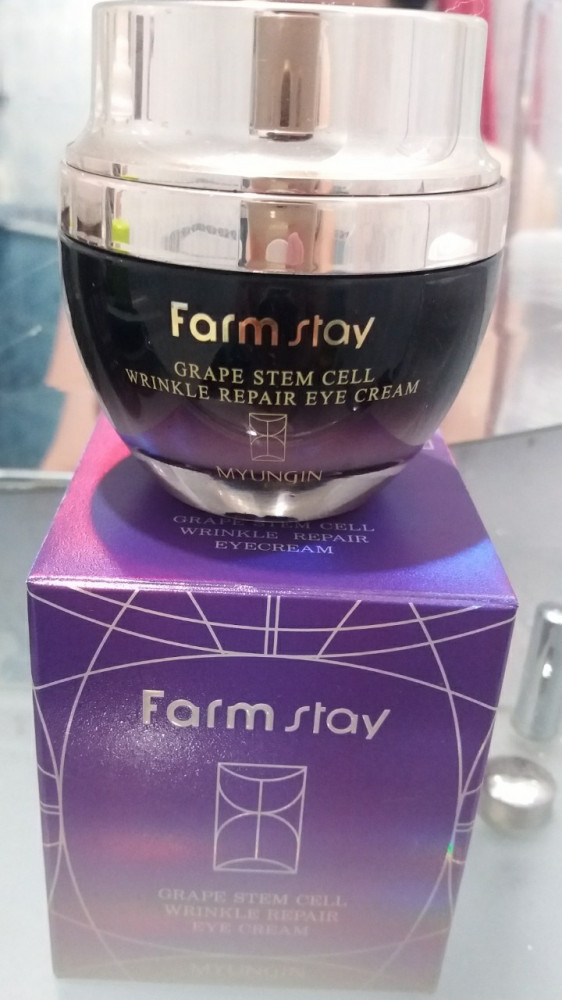 Farm stay
GRAPE STEM CELL
WRINKLE REPAIR EYE CREAM
MYUNGIN
GRAPE STEM CELL
WRINKLE REPAIR
EYECREAM
Farm stay
GRAPE STEM CELL
WRINKLE REPAIR
EYE CREAM
MYUNGIN